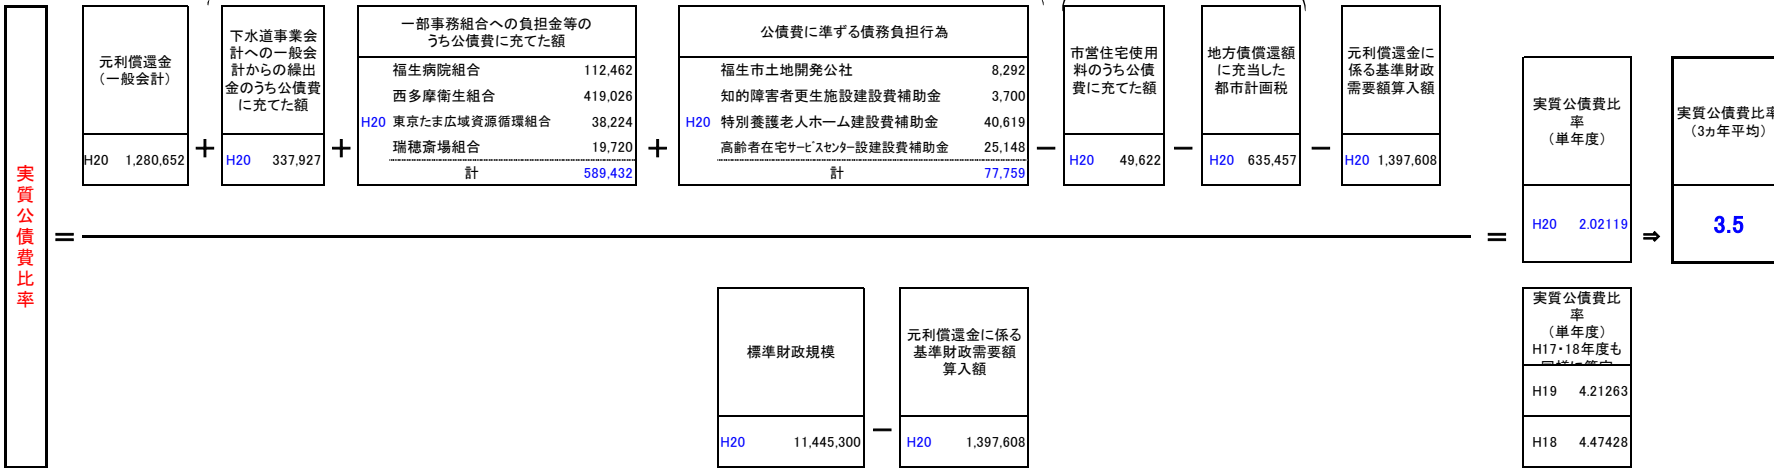 実質公債費比率
＝
元利償還金
（一般会計）
H20 1,280,652
＋
下水道事業会
計への一般会
計からの繰出
金のうち公債費
に充てた額
H20 337,927
＋
一部事務組合への負担金等の
うち公債費に充てた額
福生病院組合 112,462
西多摩衛生組合 419,026
H20 東京たま広域資源循環組合 38,224
瑞穂斎場組合 19,720
計 589,432
＋
公債費に準ずる債務負担行為
福生市土地開発公社 8,292
知的障害者更生施設建設費補助金 3,700
H20 特別養護老人ホーム建設費補助金 40,619
高齢者在宅サービスセンター設建設費補助金 25,148
計 77,759
－
市営住宅使用
料のうち公債
費に充てた額
H20 49,622
－
地方債償還額
に充当した
都市計画税
H20 635,457
－
元利償還金に
係る基準財政
需要額算入額
H20 1,397,608
標準財政規模
H20 11,445,300
－
元利償還金に係る
基準財政需要額
算入額
H20 1,397,608
＝
実質公債費比
率
（単年度）
H20 2.02119
⇒
実質公債費比率
（3ヵ年平均）
3.5
実質公債費比
率
（単年度）
H17・18年度も
H19 4.21263
H18 4.47428